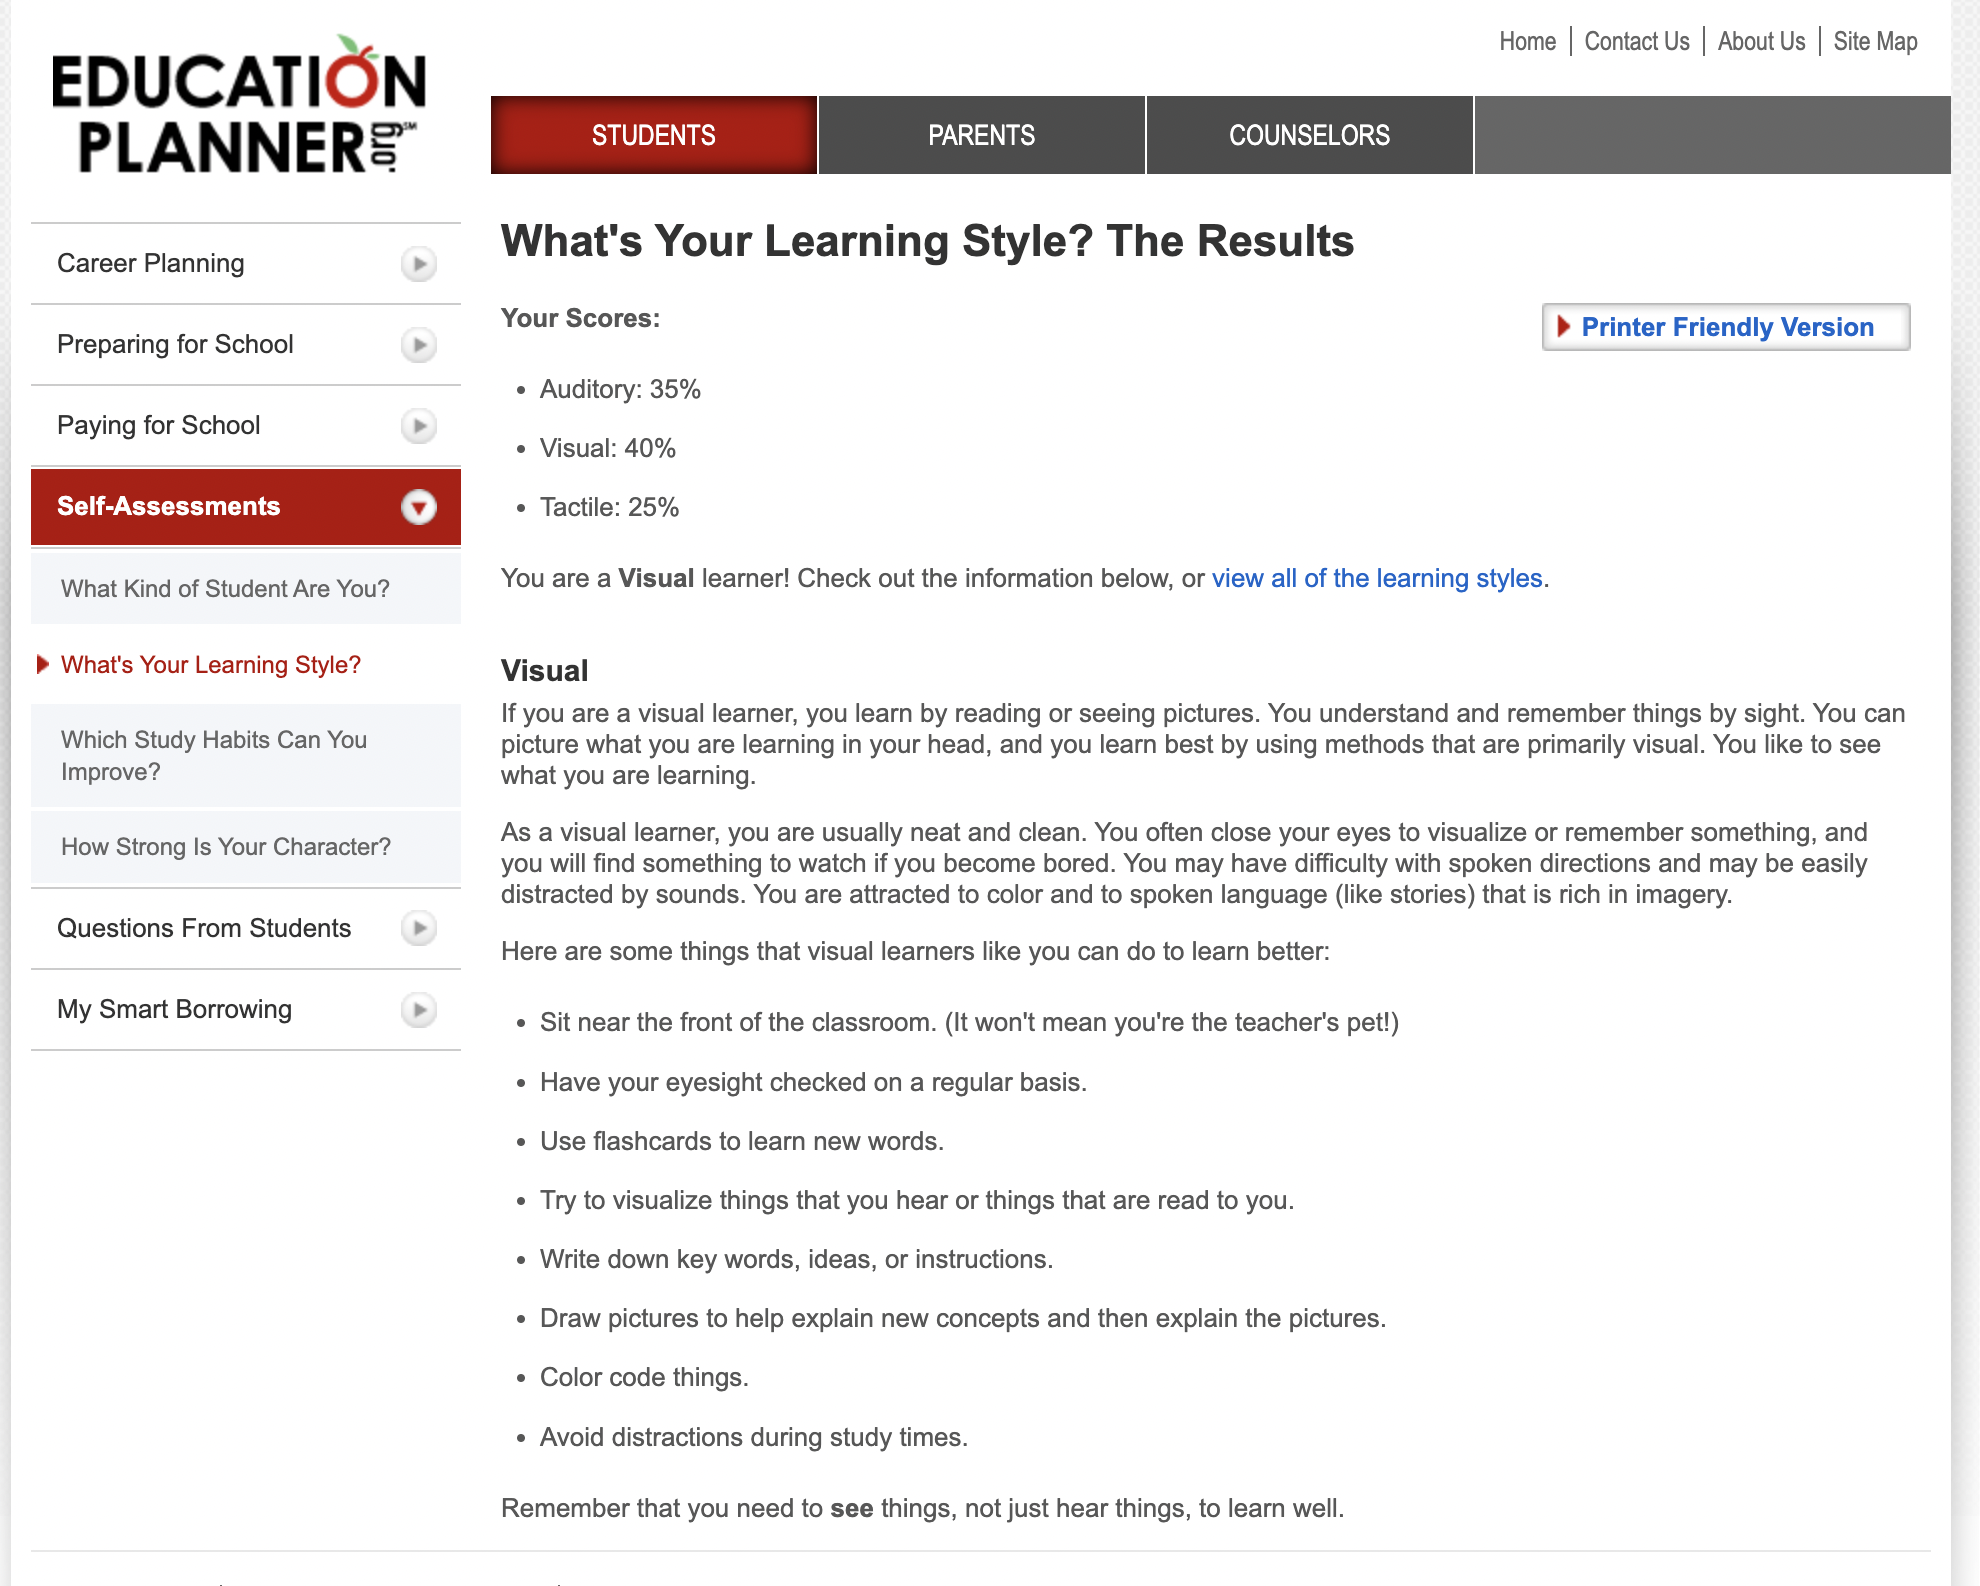 EDUCATION
PLANNER.org℠
Home
Contact Us
About Us
Site Map
STUDENTS
PARENTS
COUNSELORS
Career Planning
Preparing for School
Paying for School
Self-Assessments
What Kind of Student Are You?
What's Your Learning Style?
Which Study Habits Can You
Improve?
How Strong Is Your Character?
Questions From Students
My Smart Borrowing
What's Your Learning Style? The Results
Your Scores:
Printer Friendly Version
• Auditory: 35%
• Visual: 40%
• Tactile: 25%
You are a Visual learner! Check out the information below, or view all of the learning styles.
Visual
If you are a visual learner, you learn by reading or seeing pictures. You understand and remember things by sight. You can
picture what you are learning in your head, and you learn best by using methods that are primarily visual. You like to see
what you are learning.
As a visual learner, you are usually neat and clean. You often close your eyes to visualize or remember something, and
you will find something to watch if you become bored. You may have difficulty with spoken directions and may be easily
distracted by sounds. You are attracted to color and to spoken language (like stories) that is rich in imagery.
Here are some things that visual learners like you can do to learn better:
• Sit near the front of the classroom. (It won't mean you're the teacher's pet!)
• Have your eyesight checked on a regular basis.
• Use flashcards to learn new words.
• Try to visualize things that you hear or things that are read to you.
• Write down key words, ideas, or instructions.
• Draw pictures to help explain new concepts and then explain the pictures.
• Color code things.
• Avoid distractions during study times.
Remember that you need to see things, not just hear things, to learn well.